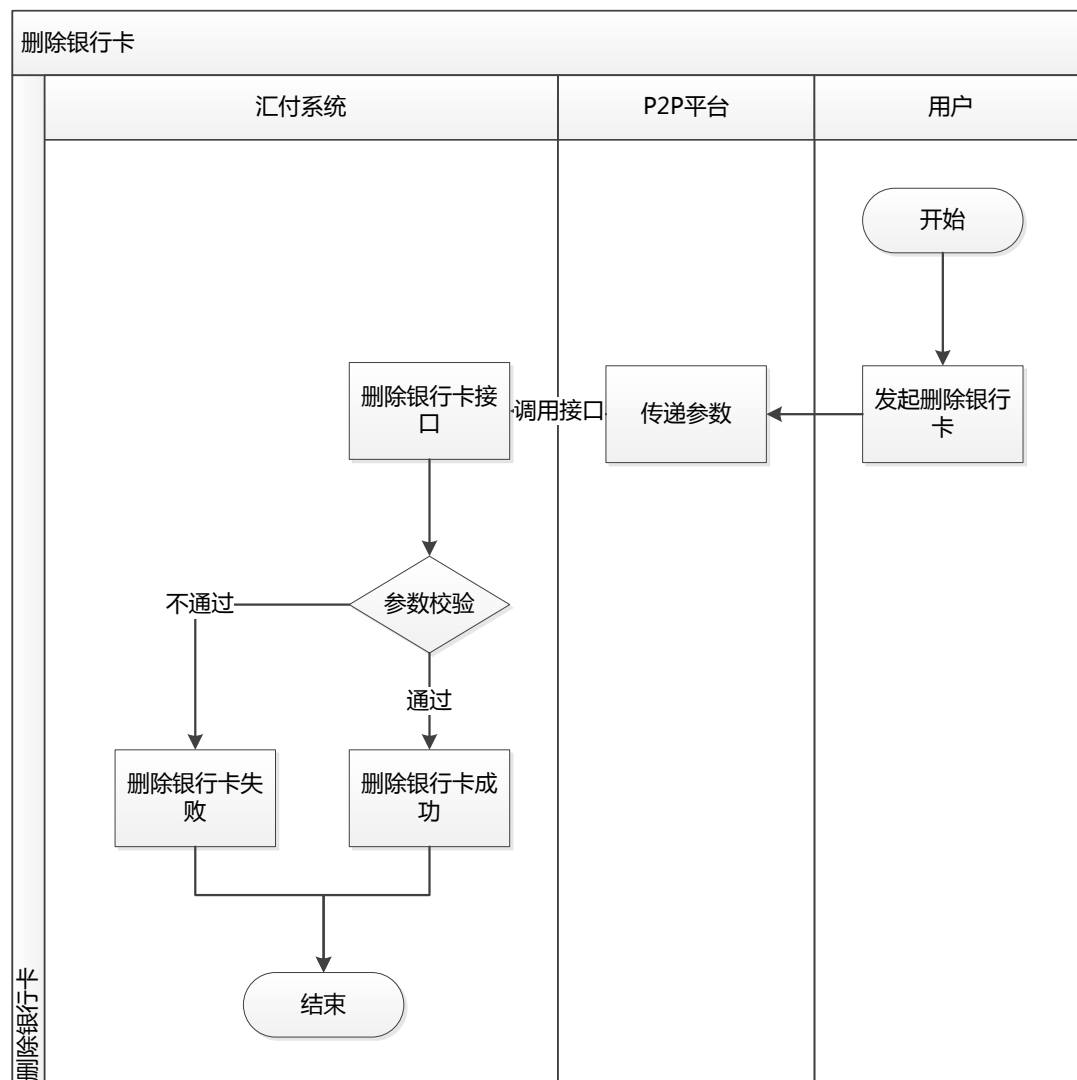 删除银行卡
汇付系统
P2P平台
用户
开始
删除银行卡接
口
调用接口
传递参数
发起删除银行
卡
参数校验
不通过
通过
删除银行卡失
败
删除银行卡成
功
结束
删除银行卡